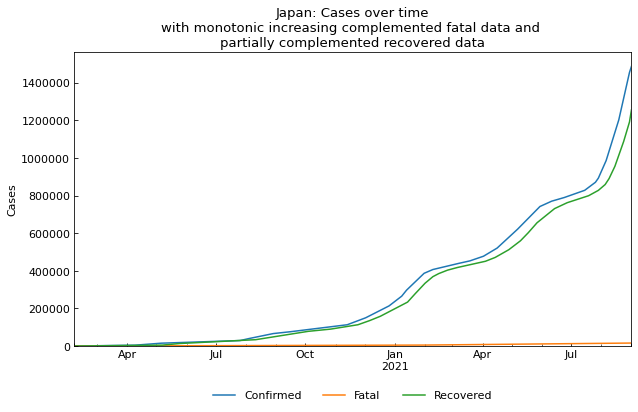 Japan: Cases over time
with monotonic increasing complemented fatal data and
partially complemented recovered data
Cases
1400000
1200000
1000000
800000
600000
400000
200000
0
Apr
Jul
Oct
Jan
2021
Apr
Jul
Confirmed
Fatal
Recovered